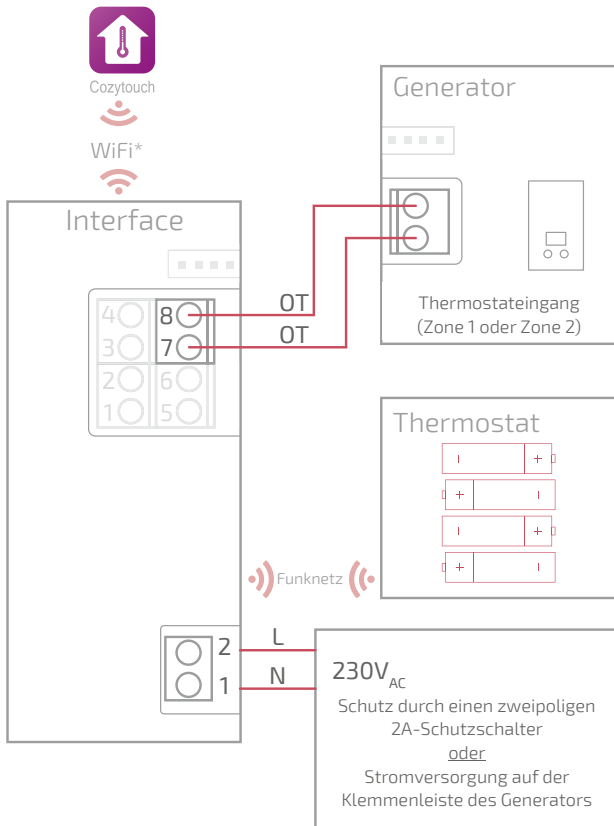 Cozytouch
WiFi*
Interface
4 8
3 7
2 6
1 5
OT
OT
Generator
Thermostateingang
(Zone 1 oder Zone 2)
Thermostat
- +
+ -
- +
+ -
Funknetz
2 L
1 N
230V AC
Schutz durch einen zweipoligen
2A-Schutzschalter
oder
Stromversorgung auf der
Klemmenleiste des Generators